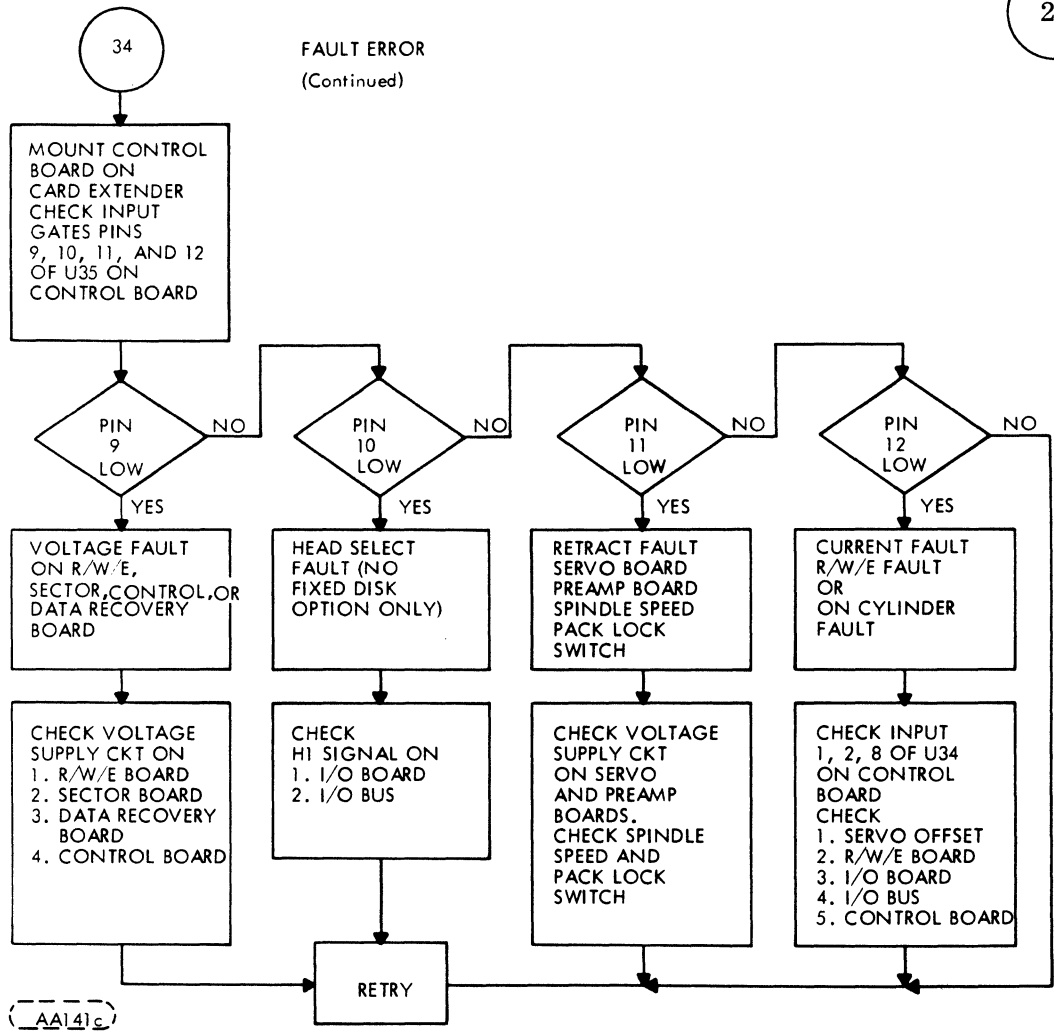 34
FAULT ERROR
(Continued)
2
MOUNT CONTROL
BOARD ON
CARD EXTENDER
CHECK INPUT
GATES PINS
9, 10, 11, AND 12
OF U35 ON
CONTROL BOARD
PIN
9
LOW
NO
YES
PIN
10
LOW
NO
YES
PIN
11
LOW
NO
YES
PIN
12
LOW
NO
YES
VOLTAGE FAULT
ON R/W/E,
SECTOR,CONTROL,OR
DATA RECOVERY
BOARD
HEAD SELECT
FAULT (NO
FIXED DISK
OPTION ONLY)
RETRACT FAULT
SERVO BOARD
PREAMP BOARD
SPINDLE SPEED
PACK LOCK
SWITCH
CURRENT FAULT
R/W/E FAULT
OR
ON CYLINDER
FAULT
CHECK VOLTAGE
SUPPLY CKT ON
1. R/W/E BOARD
2. SECTOR BOARD
3. DATA RECOVERY
BOARD
4. CONTROL BOARD
CHECK
H1 SIGNAL ON
1. I/O BOARD
2. I/O BUS
CHECK VOLTAGE
SUPPLY CKT
ON SERVO
AND PREAMP
BOARDS.
CHECK SPINDLE
SPEED AND
PACK LOCK
SWITCH
CHECK INPUT
1, 2, 8 OF U34
ON CONTROL
BOARD
CHECK
1. SERVO OFFSET
2. R/W/E BOARD
3. I/O BOARD
4. I/O BUS
5. CONTROL BOARD
RETRY
AA141c